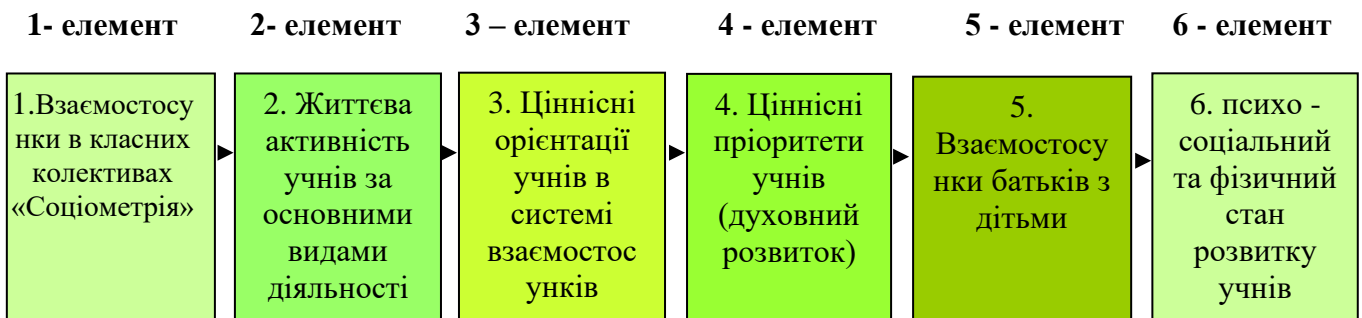 1- елемент
2- елемент
3 – елемент
4 - елемент
5 - елемент
6 - елемент
1.Взаємостосу
нки в класних
колективах
«Соціометрія»
2. Життєва
активність
учнів за
основними
видами
діяльності
3. Ціннісні
орієнтації
учнів в
системі
взаємостос
унків
4. Ціннісні
пріоритети
учнів
(духовний
розвиток)
5.
Взаємостосу
нки батьків з
дітьми
6. психо -
соціальний
та фізичний
стан
розвитку
учнів